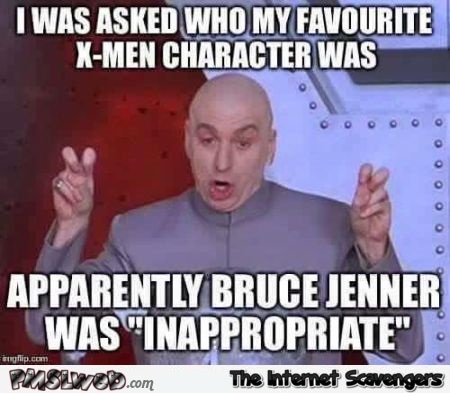 I WAS ASKED WHO MY FAVOURITE
X-MEN CHARACTER WAS
APPARENTLY BRUCE JENNER
WAS "INAPPROPRIATE"
imgflip.com
PMSLWEB.com
The Internet Scavengers